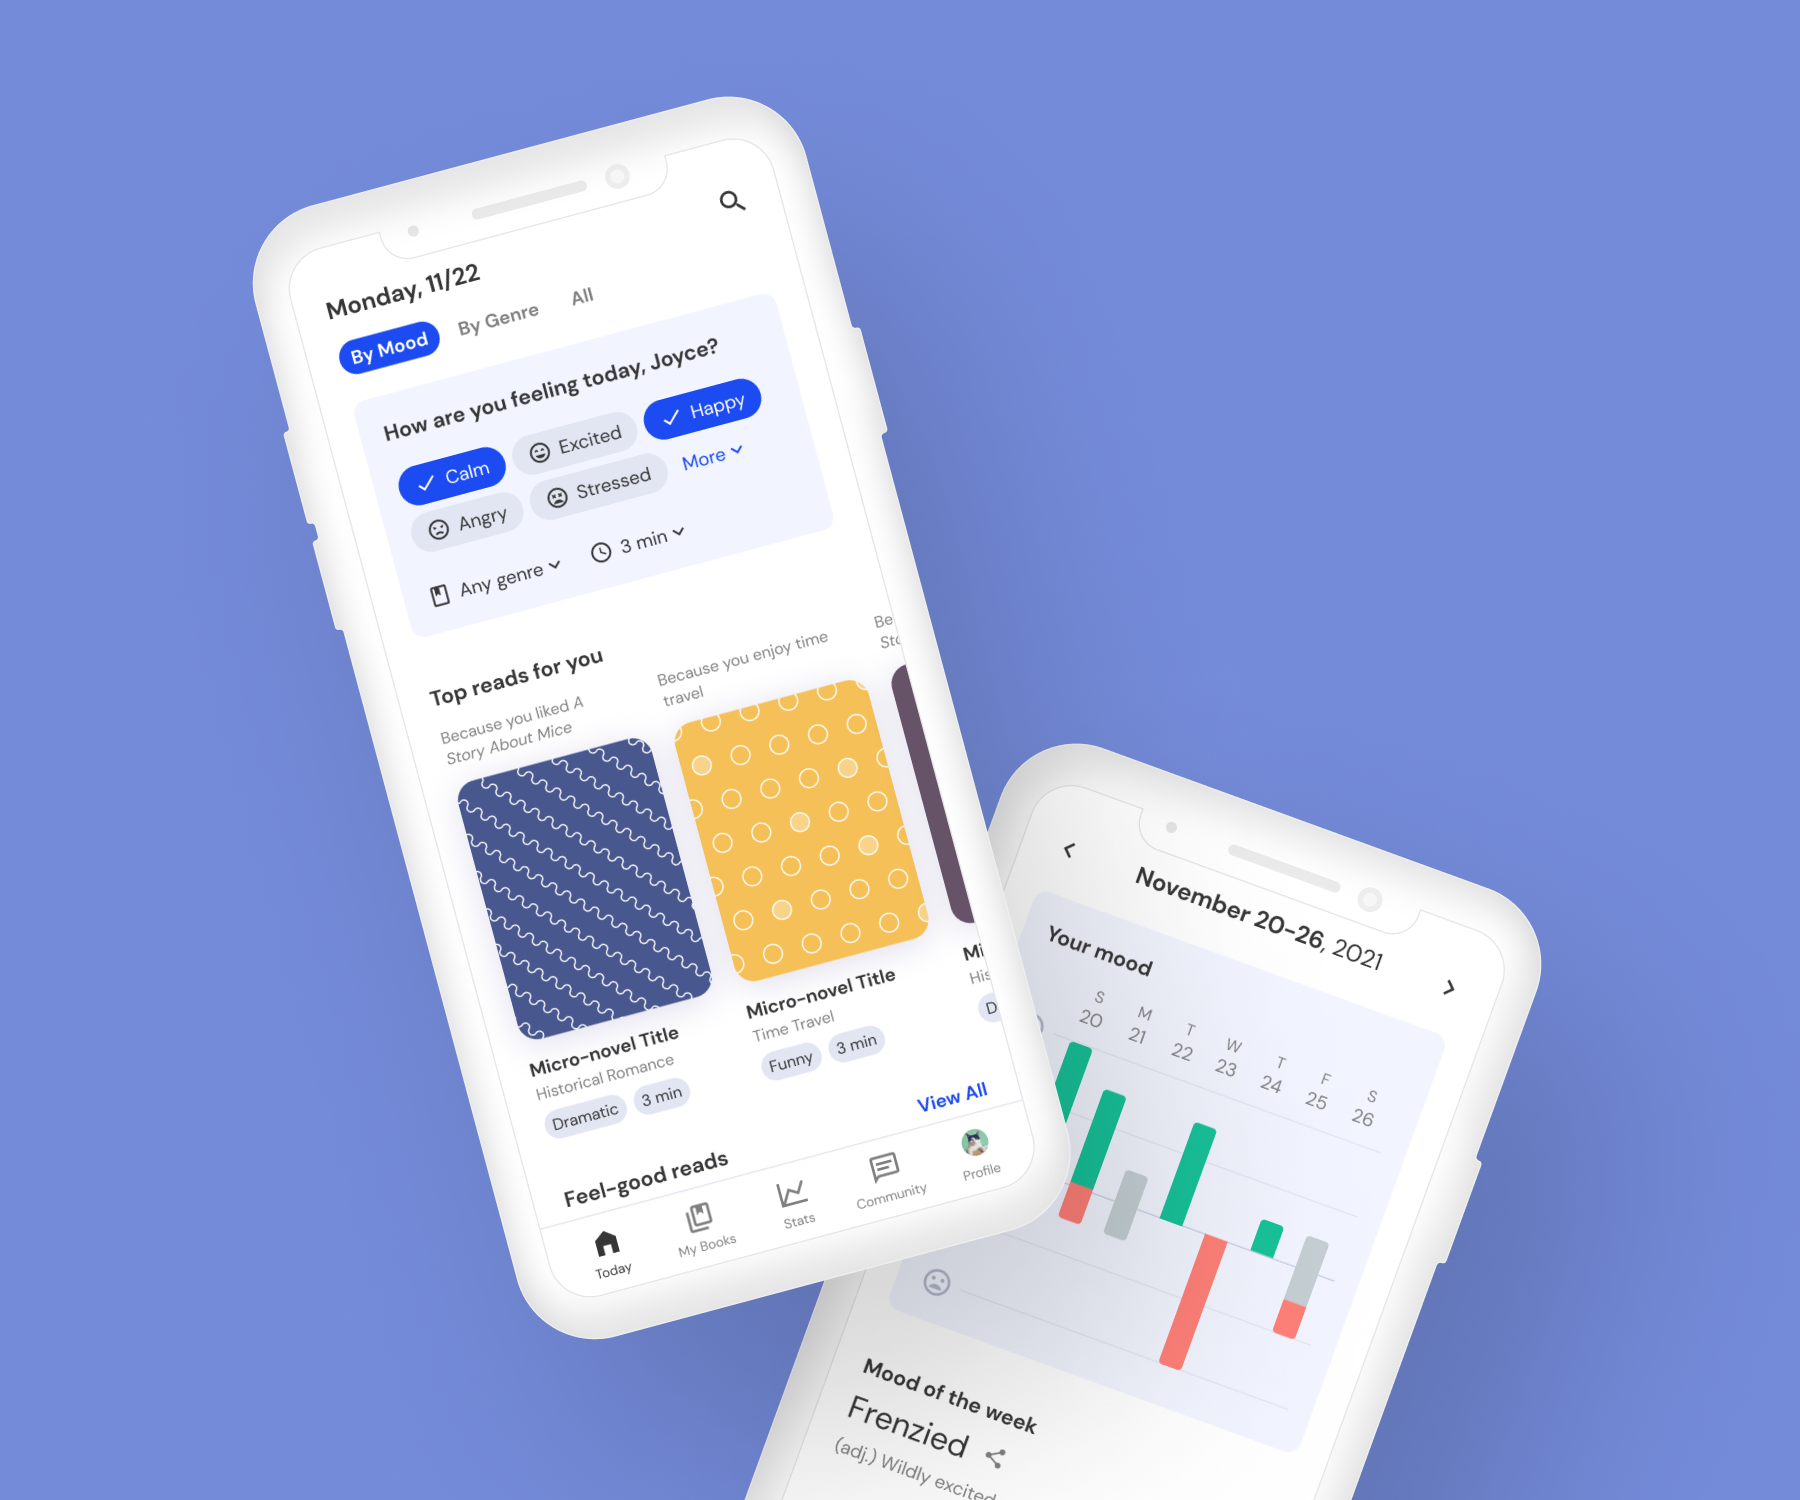 Monday, 11/22
By Mood By Genre All
How are you feeling today, Joyce?
Calm Excited Happy
Angry Stressed More
Any genre 3 min
Top reads for you
Because you liked A
Story About Mice
Because you enjoy time
travel
Be
Micro-novel Title
Historical Romance
Dramatic 3 min
Micro-novel Title
Time Travel
Funny 3 min
Mi
His
D
View All
Feel-good reads
Today My Books Stats Community Profile
November 20-26, 2021
Your mood
S M T W T F S
20 21 22 23 24 25 26
Mood of the week
Frenzied
(adj.) Wildly excited